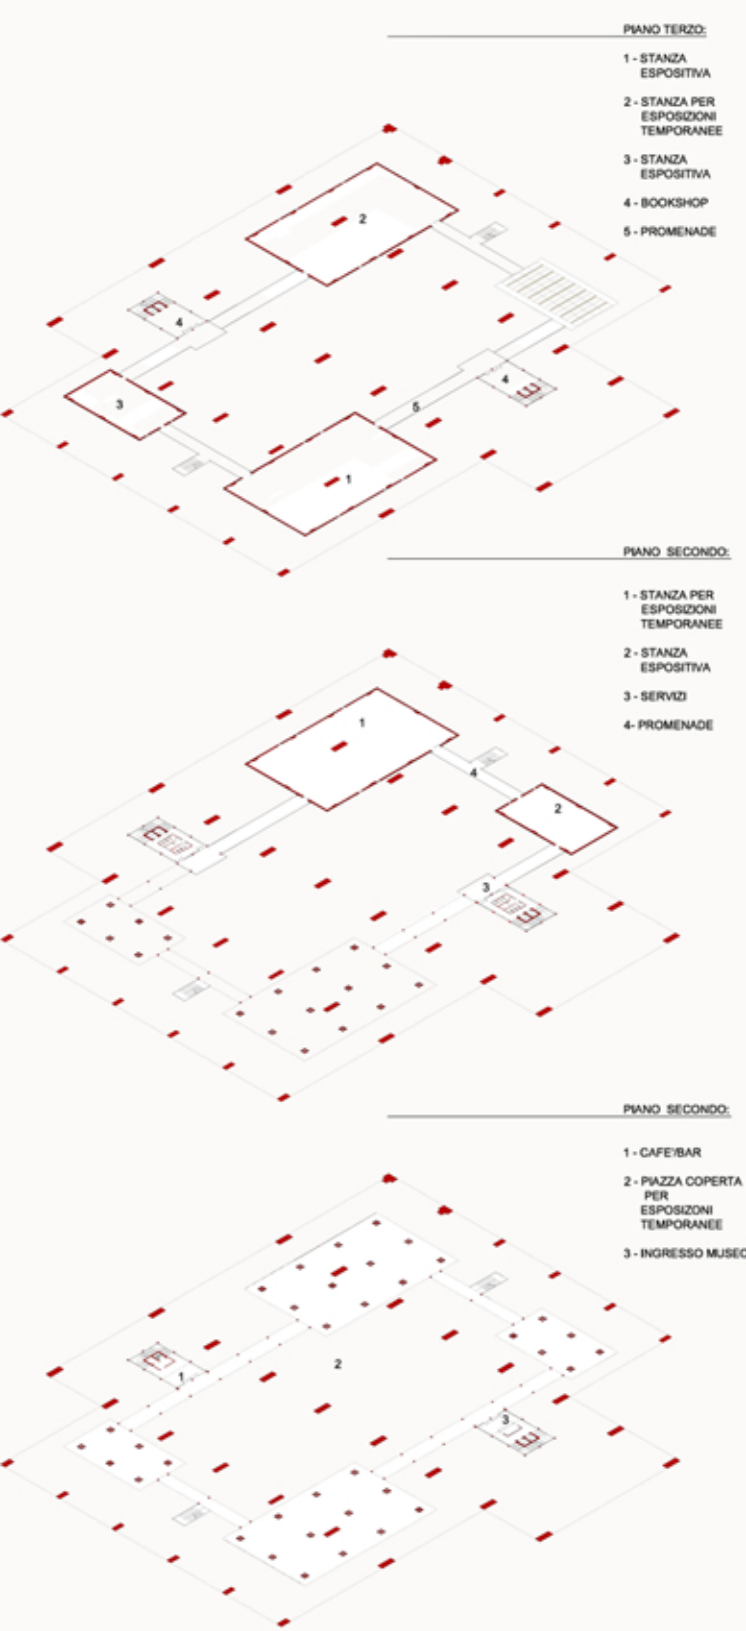 PIANO TERZO:
1 - STANZA
ESPOSITIVA
2 - STANZA PER
ESPOSIZIONI
TEMPORANEE
3 - STANZA
ESPOSITIVA
4 - BOOKSHOP
5 - PROMENADE
2
4
3
4
5
1
PIANO SECONDO:
1 - STANZA PER
ESPOSIZIONI
TEMPORANEE
2 - STANZA
ESPOSITIVA
3 - SERVIZI
4- PROMENADE
1
4
2
3
PIANO SECONDO:
1 - CAFE'/BAR
2 - PIAZZA COPERTA
PER
ESPOSIZONI
TEMPORANEE
3 - INGRESSO MUSEO
2
1
3